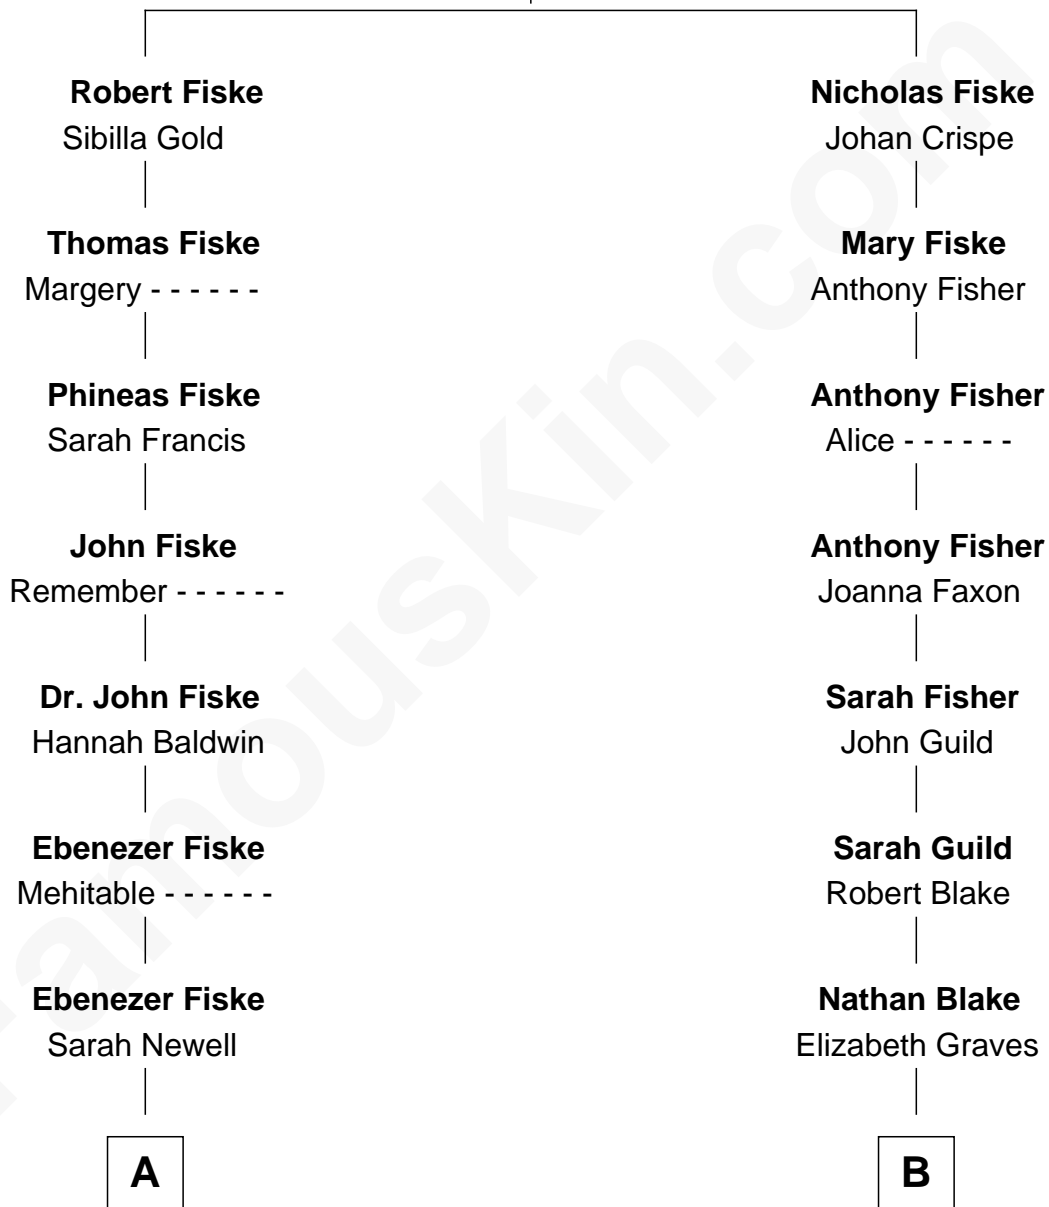 Robert Fiske
Sibilla Gold
Thomas Fiske
Margery - - - - - -
Phineas Fiske
Sarah Francis
John Fiske
Remember - - - - - -
Dr. John Fiske
Hannah Baldwin
Ebenezer Fiske
Mehitable - - - - - -
Ebenezer Fiske
Sarah Newell
A
Nicholas Fiske
Johan Crispe
Mary Fiske
Anthony Fisher
Anthony Fisher
Alice - - - - - -
Anthony Fisher
Joanna Faxon
Sarah Fisher
John Guild
Sarah Guild
Robert Blake
Nathan Blake
Elizabeth Graves
B
FamousKin.com